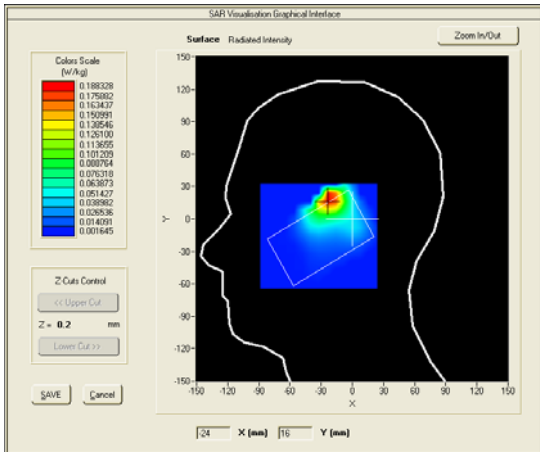 SAR Visualisation Graphical Interface
Surface Radiated Intensity
Zoom In/Out
Colors Scale
(W/kg)
0.188328
0.175882
0.163437
0.150991
0.138546
0.126100
0.113655
0.101209
0.088764
0.076318
0.063873
0.051427
0.038982
0.026536
0.014091
0.001645
Z-Cuts Control
<< Upper Cut
Z = 0.2 mm
Lower Cut >>
SAVE Cancel
150
120
90
60
30
0
-30
-60
-90
-120
-150
Y
-150 -120 -90 -60 -30 0 30 60 90 120 150
X
-24 X (mm) 16 Y (mm)